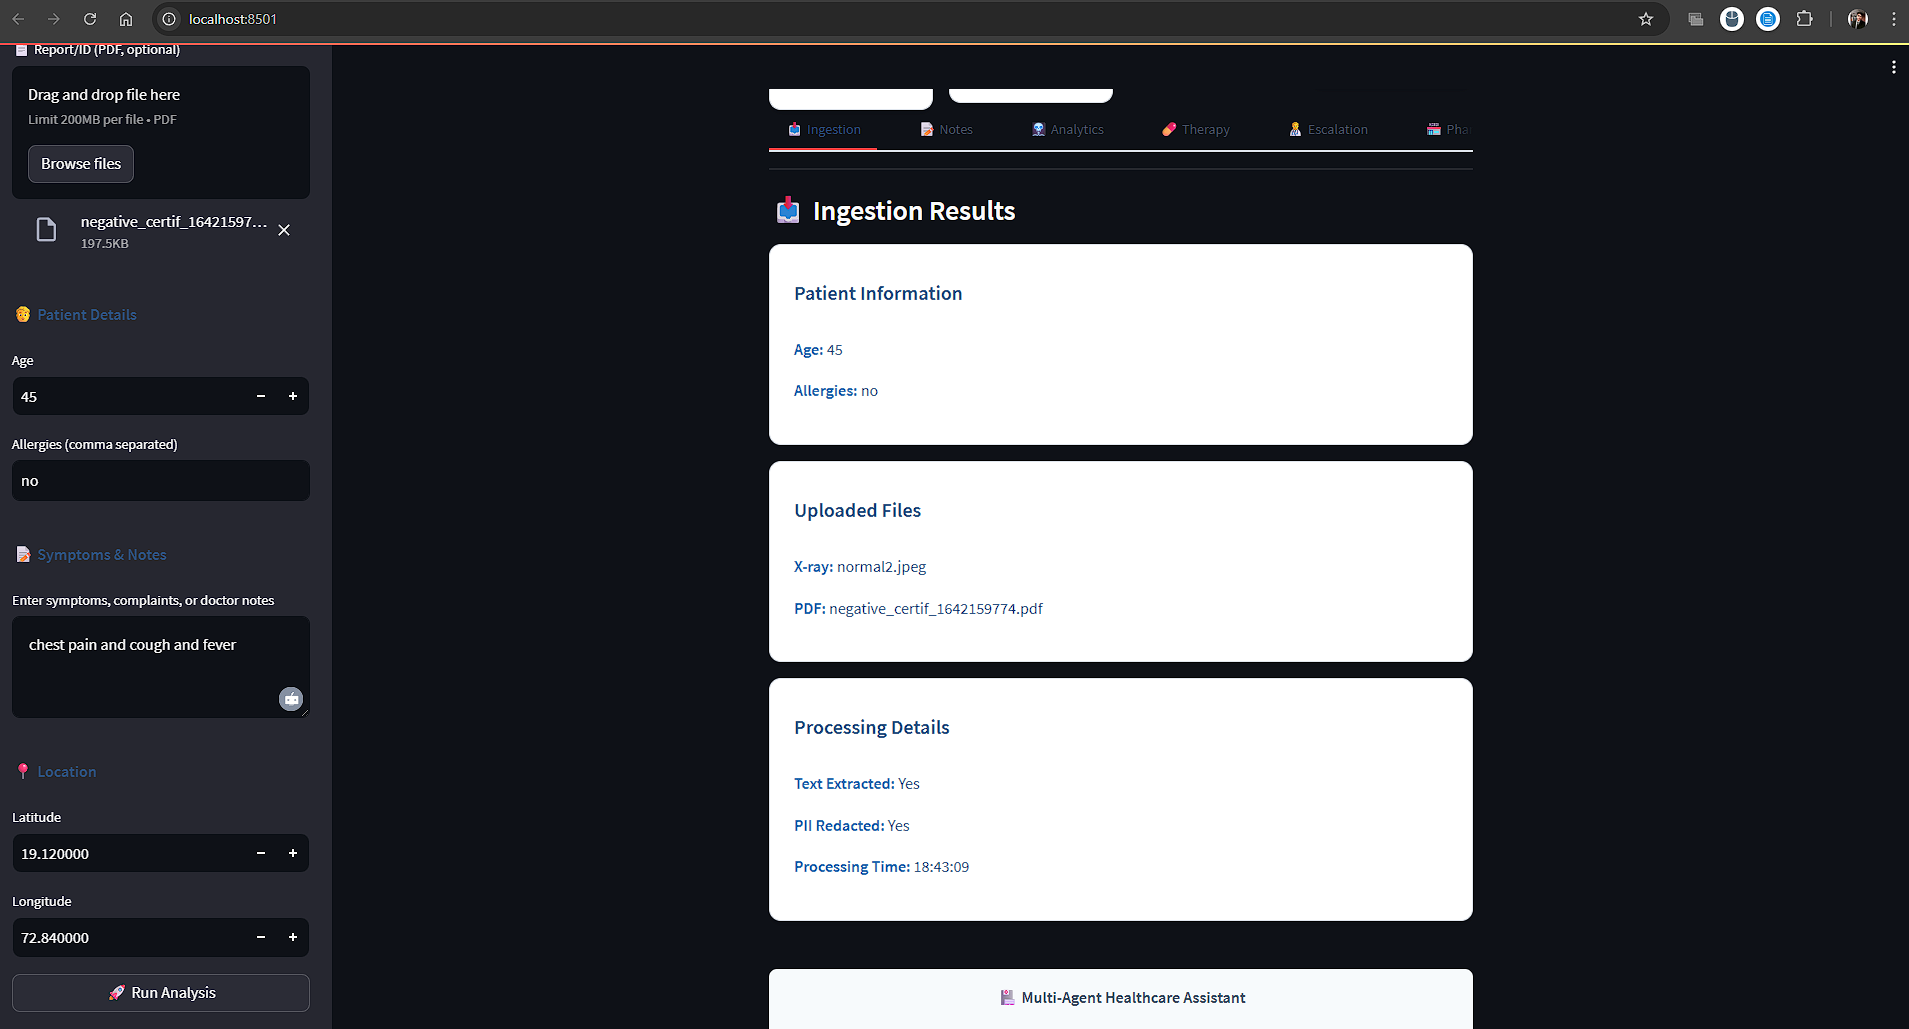 localhost:8501
Report/ID (PDF, optional)
Drag and drop file here
Limit 200MB per file • PDF
Browse files
negative_certif_16421597...
197.5KB
Patient Details
Age
45
Allergies (comma separated)
no
Symptoms & Notes
Enter symptoms, complaints, or doctor notes
chest pain and cough and fever
Location
Latitude
19.120000
Longitude
72.840000
Run Analysis
Ingestion
Notes
Analytics
Therapy
Escalation
Pha
Ingestion Results
Patient Information
Age: 45
Allergies: no
Uploaded Files
X-ray: normal2.jpeg
PDF: negative_certif_1642159774.pdf
Processing Details
Text Extracted: Yes
PII Redacted: Yes
Processing Time: 18:43:09
Multi-Agent Healthcare Assistant